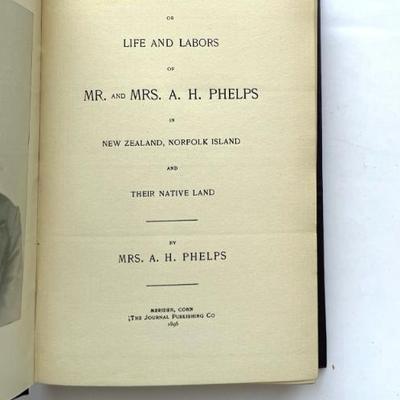 OR
LIFE AND LABORS
OF
MR. AND MRS. A. H. PHELPS
IN
NEW ZEALAND, NORFOLK ISLAND
AND
THEIR NATIVE LAND
BY
MRS. A. H. PHELPS
MERIDEN, CONN
THE JOURNAL PUBLISHING CO
1896